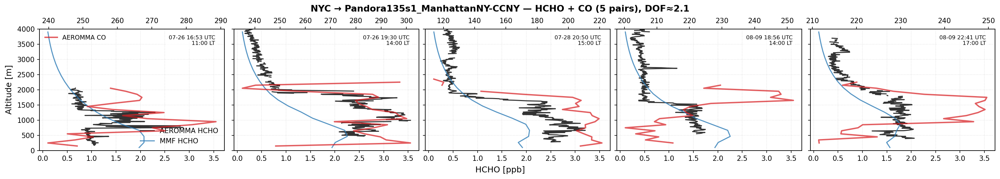 NYC → Pandora135s1_ManhattanNY-CCNY — HCHO + CO (5 pairs), DOF≈2.1
240 250 260 270 280 290
240 250 260 270 280 290 300
120 140 160 180 200 220
200 210 220 230 240 250
210 220 230 240 250
Altitude [m]
4000
3500
3000
2500
2000
1500
1000
500
0
AEROMMA CO
07-26 16:53 UTC
11:00 LT
AEROMMA HCHO
MMF HCHO
07-26 19:30 UTC
14:00 LT
07-28 20:50 UTC
15:00 LT
08-09 18:56 UTC
14:00 LT
08-09 22:41 UTC
17:00 LT
0.0 0.5 1.0 1.5 2.0 2.5 3.0 3.5
0.0 0.5 1.0 1.5 2.0 2.5 3.0 3.5
0.0 0.5 1.0 1.5 2.0 2.5 3.0 3.5
0.0 0.5 1.0 1.5 2.0 2.5 3.0 3.5
0.0 0.5 1.0 1.5 2.0 2.5 3.0 3.5
HCHO [ppb]